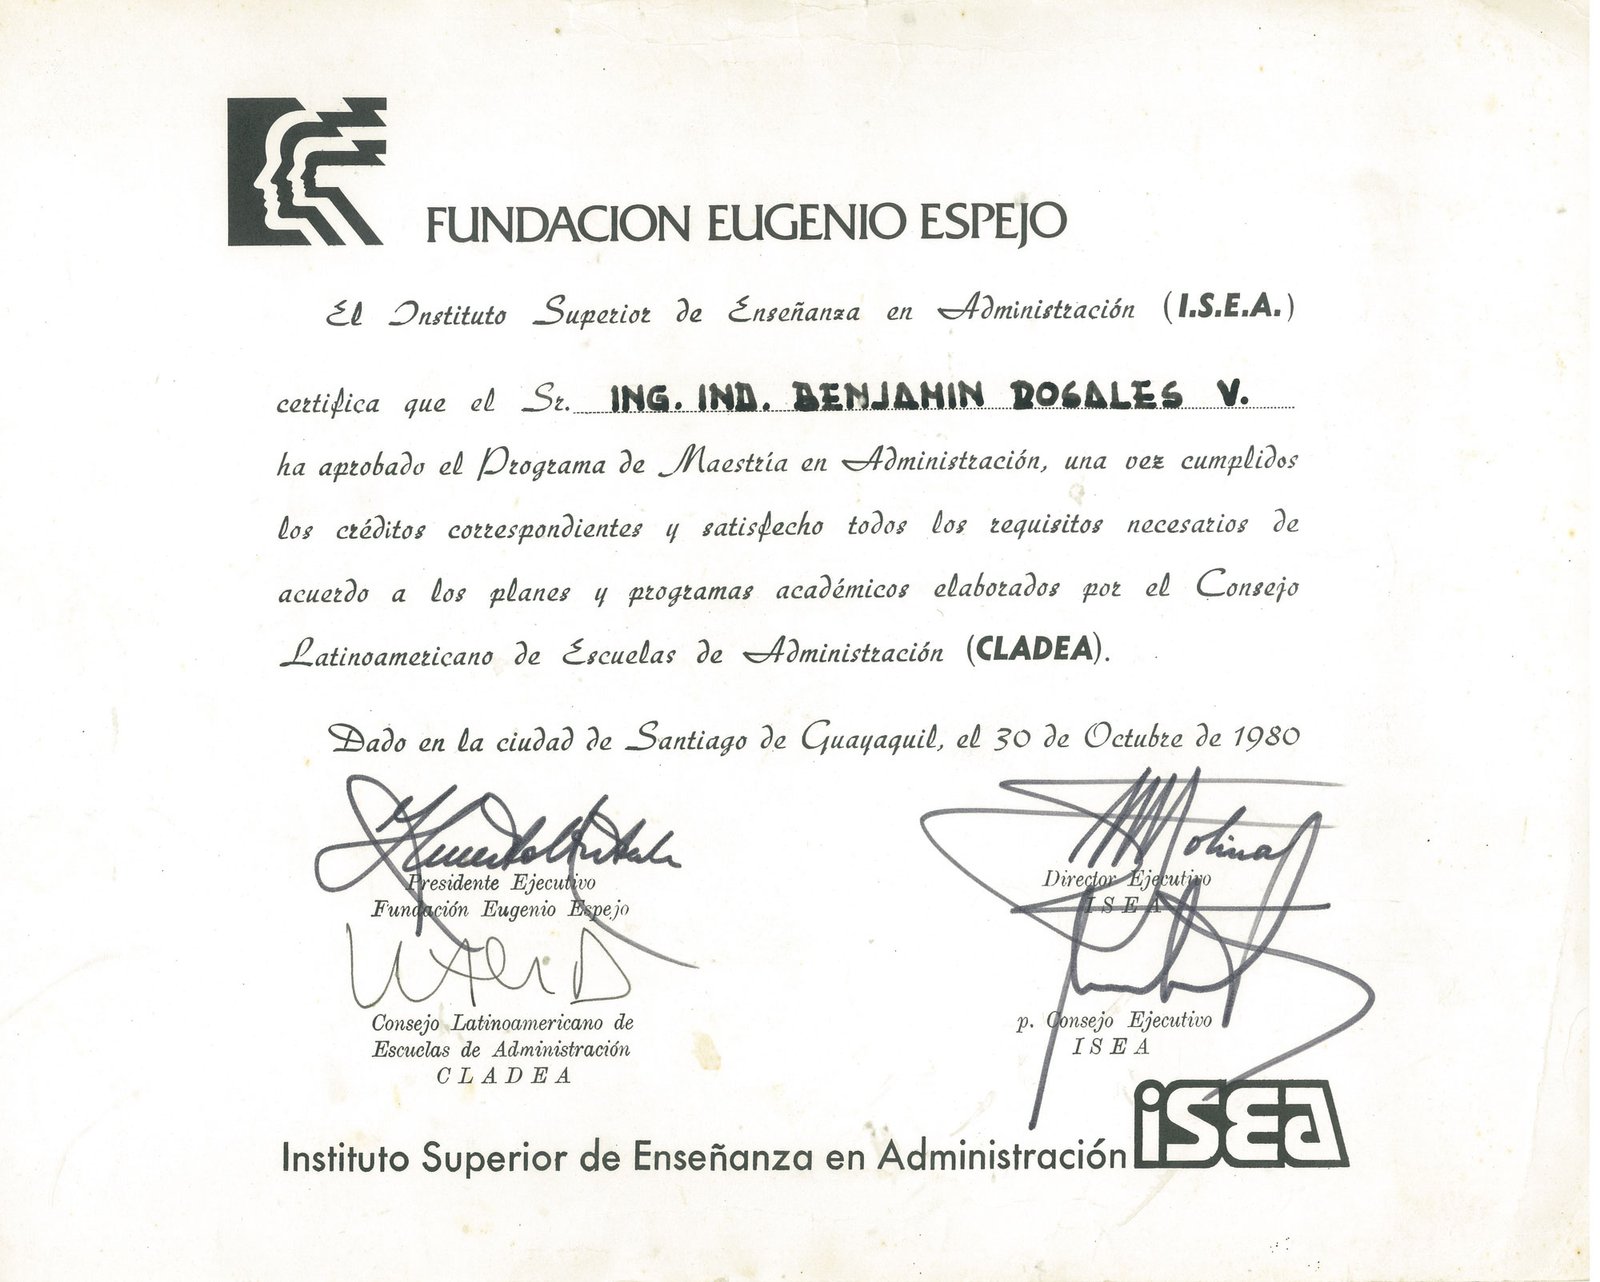 FUNDACION EUGENIO ESPEJO
El Instituto Superior de Enseñanza en Administración (I.S.E.A.)
certifica que el Sr. ING. IND. BENJAMIN ROSALES V.
ha aprobado el Programa de Maestría en Administración, una vez cumplidos
los créditos correspondientes y satisfecho todos los requisitos necesarios de
acuerdo a los planes y programas académicos elaborados por el Consejo
Latinoamericano de Escuelas de Administración (CLADEA).
Dado en la ciudad de Santiago de Guayaquil, el 30 de Octubre de 1980
Presidente Ejecutivo
Fundación Eugenio Espejo
Molina
Director Ejecutivo
I S E A
Consejo Latinoamericano de
Escuelas de Administración
C L A D E A
p. Consejo Ejecutivo
I S E A
Instituto Superior de Enseñanza en Administración isea